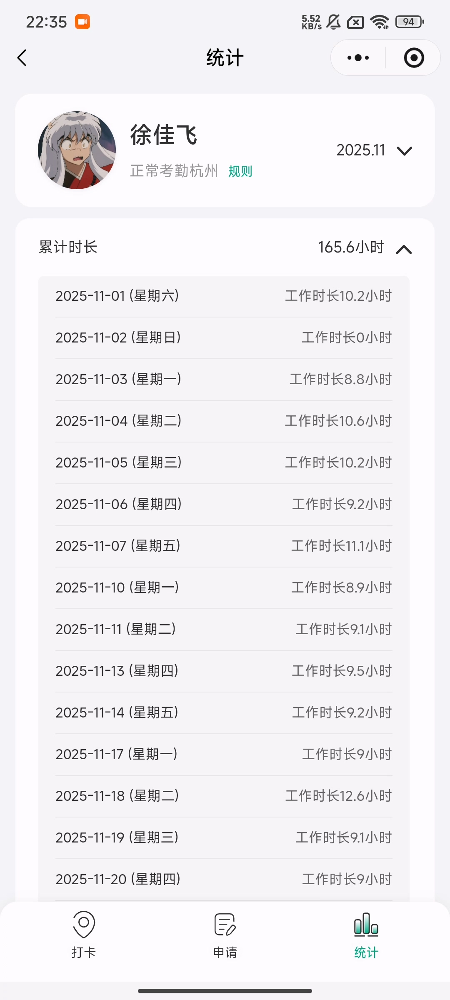 22:35
5.52
KB/s
94
统计
徐佳飞
正常考勤杭州 规则
2025.11
累计时长 165.6小时
2025-11-01 (星期六) 工作时长10.2小时
2025-11-02 (星期日) 工作时长0小时
2025-11-03 (星期一) 工作时长8.8小时
2025-11-04 (星期二) 工作时长10.6小时
2025-11-05 (星期三) 工作时长10.2小时
2025-11-06 (星期四) 工作时长9.2小时
2025-11-07 (星期五) 工作时长11.1小时
2025-11-10 (星期一) 工作时长8.9小时
2025-11-11 (星期二) 工作时长9.1小时
2025-11-13 (星期四) 工作时长9.5小时
2025-11-14 (星期五) 工作时长9.2小时
2025-11-17 (星期一) 工作时长9小时
2025-11-18 (星期二) 工作时长12.6小时
2025-11-19 (星期三) 工作时长9.1小时
2025-11-20 (星期四) 工作时长9小时
打卡 申请 统计